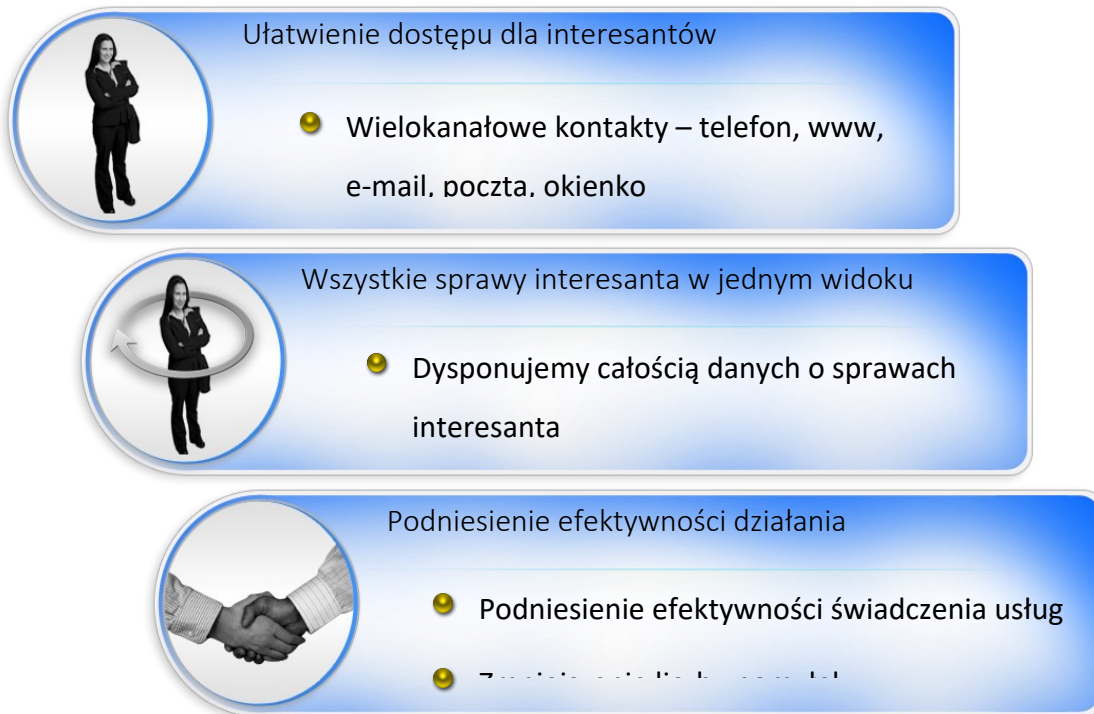 Ułatwienie dostępu dla interesantów
Wielokanałowe kontakty – telefon, www,
e-mail, poczta, okienko
Wszystkie sprawy interesanta w jednym widoku
Dysponujemy całością danych o sprawach
interesanta
Podniesienie efektywności działania
Podniesienie efektywności świadczenia usług